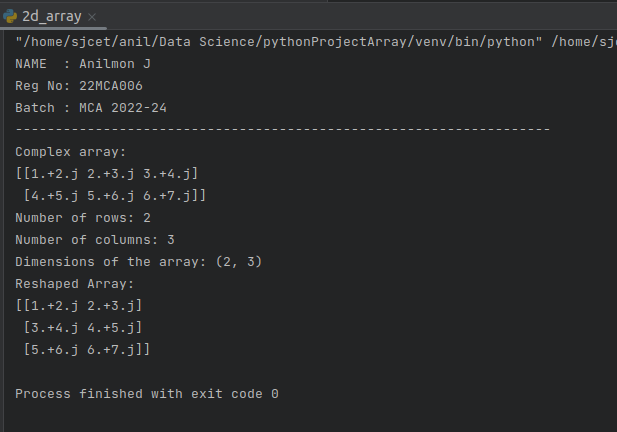 2d_array
"/home/sjcet/anil/Data Science/pythonProjectArray/venv/bin/python" /home/sj
NAME  : Anilmon J
Reg No: 22MCA006
Batch : MCA 2022-24
-------------------------------------------------------------------
Complex array:
[[1.+2.j 2.+3.j 3.+4.j]
 [4.+5.j 5.+6.j 6.+7.j]]
Number of rows: 2
Number of columns: 3
Dimensions of the array: (2, 3)
Reshaped Array:
[[1.+2.j 2.+3.j]
 [3.+4.j 4.+5.j]
 [5.+6.j 6.+7.j]]
Process finished with exit code 0